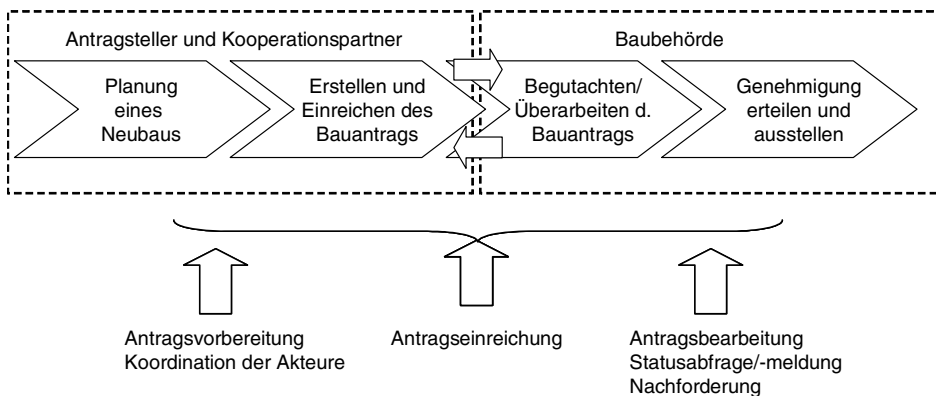 Antragsteller und Kooperationspartner
Baubehörde
Planung
eines
Neubaus
Erstellen und
Einreichen des
Bauantrags
Begutachten/
Überarbeiten d.
Bauantrags
Genehmigung
erteilen und
ausstellen
Antragsvorbereitung
Koordination der Akteure
Antragseinreichung
Antragsbearbeitung
Statusabfrage/-meldung
Nachforderung